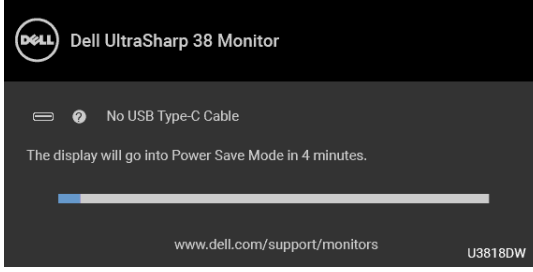 DELL Dell UltraSharp 38 Monitor
? No USB Type-C Cable
The display will go into Power Save Mode in 4 minutes.
www.dell.com/support/monitors
U3818DW